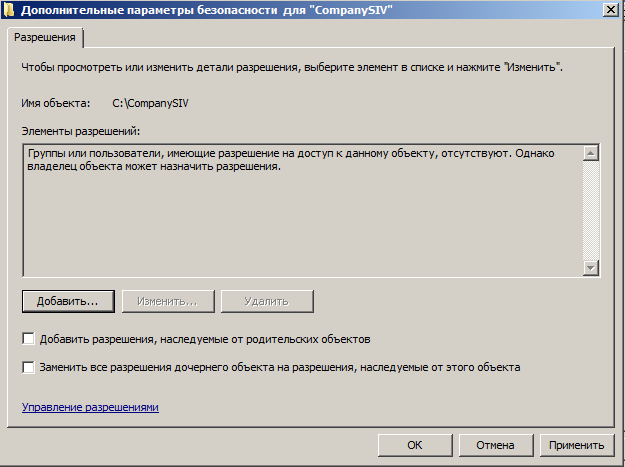 Дополнительные параметры безопасности для "CompanySIV"
Разрешения
Чтобы просмотреть или изменить детали разрешения, выберите элемент в списке и нажмите "Изменить".
Имя объекта: C:\CompanySIV
Элементы разрешений:
Группы или пользователи, имеющие разрешение на доступ к данному объекту, отсутствуют. Однако
владелец объекта может назначить разрешения.
Добавить... Изменить... Удалить
Добавить разрешения, наследуемые от родительских объектов
Заменить все разрешения дочернего объекта на разрешения, наследуемые от этого объекта
Управление разрешениями
ОК Отмена Применить